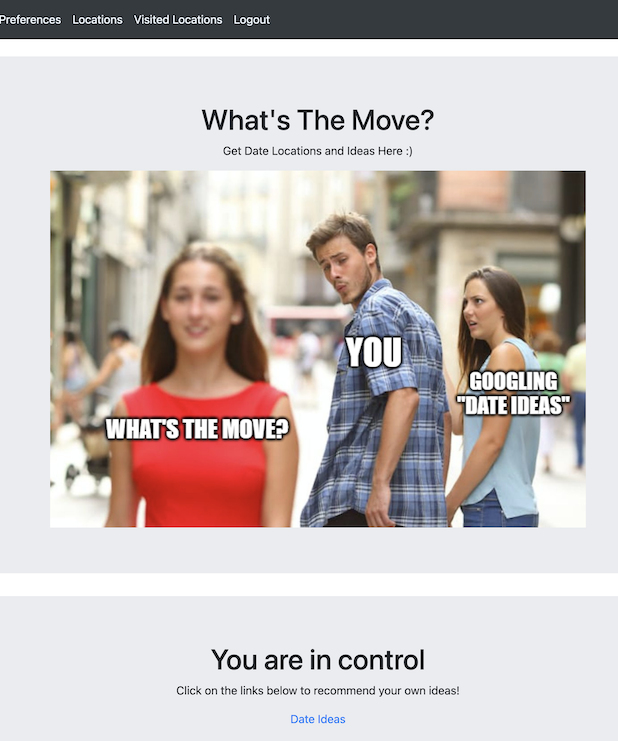 Preferences Locations Visited Locations Logout
What's The Move?
Get Date Locations and Ideas Here :)
YOU
GOOGLING
"DATE IDEAS"
WHAT'S THE MOVE?
You are in control
Click on the links below to recommend your own ideas!
Date Ideas